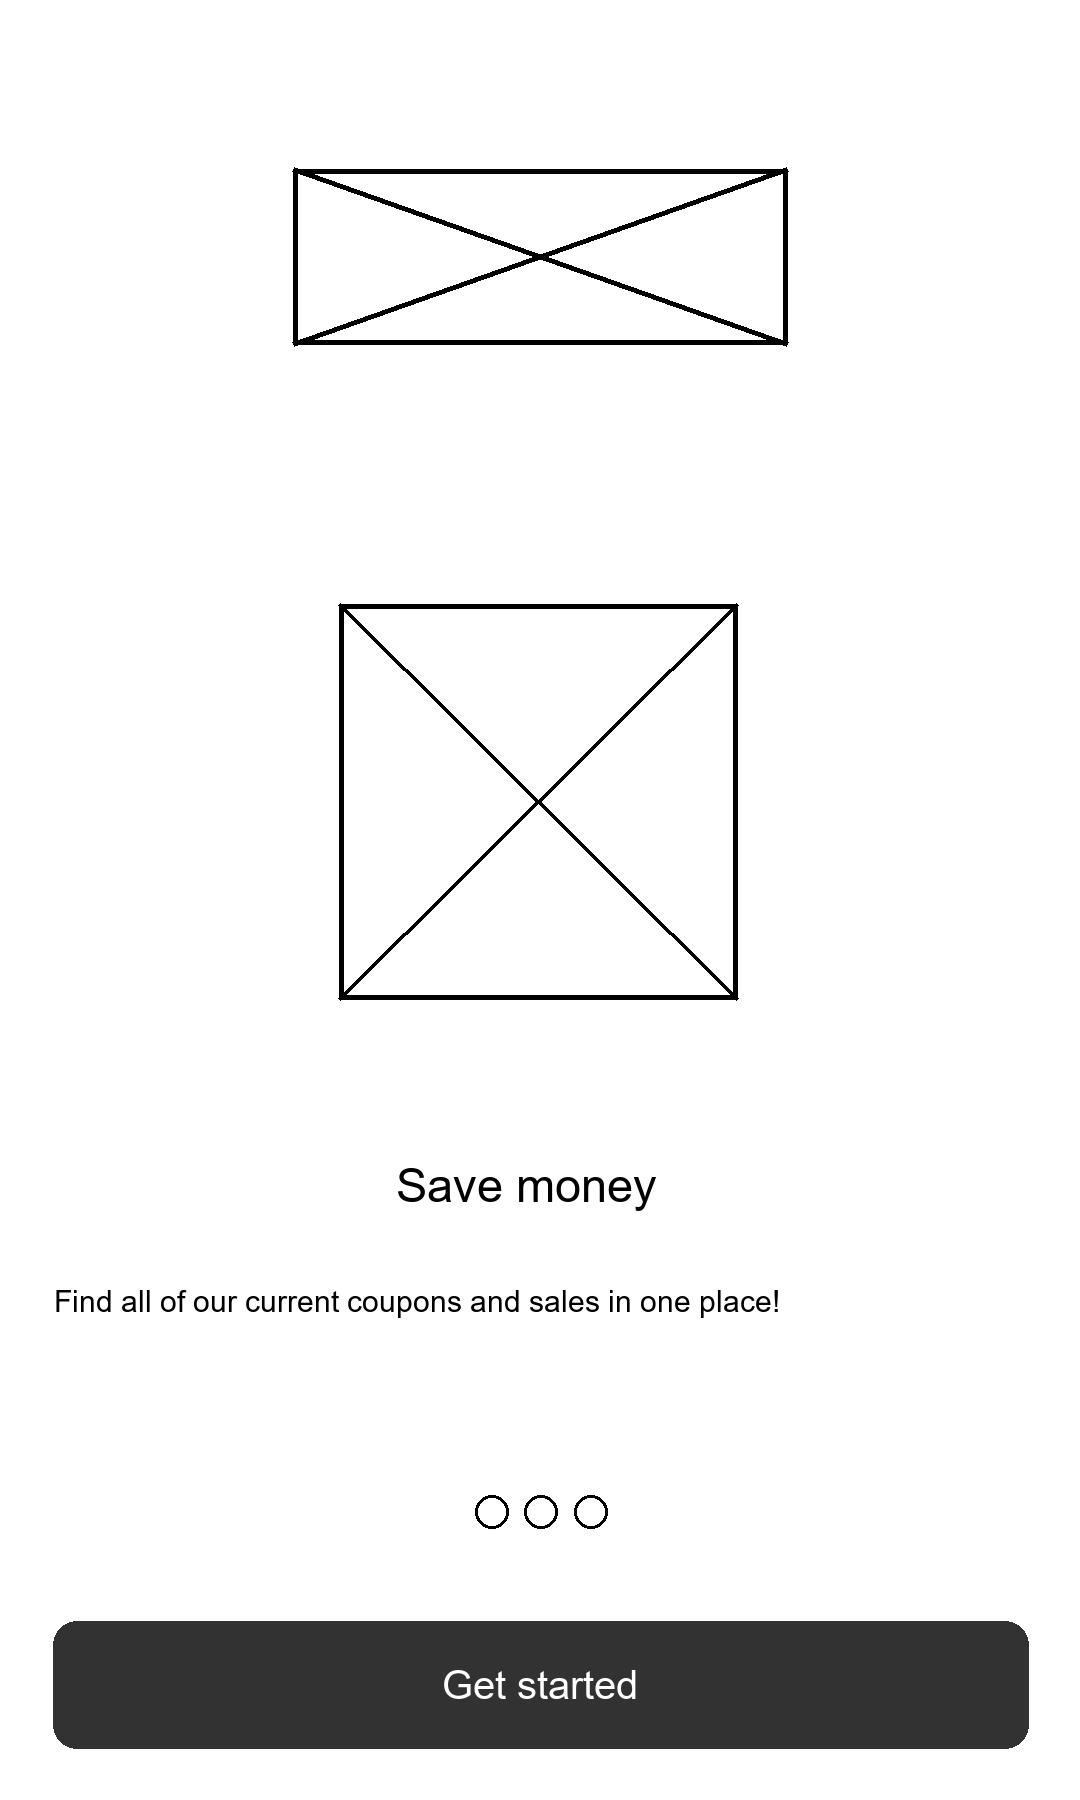 Save money
Find all of our current coupons and sales in one place!
Get started